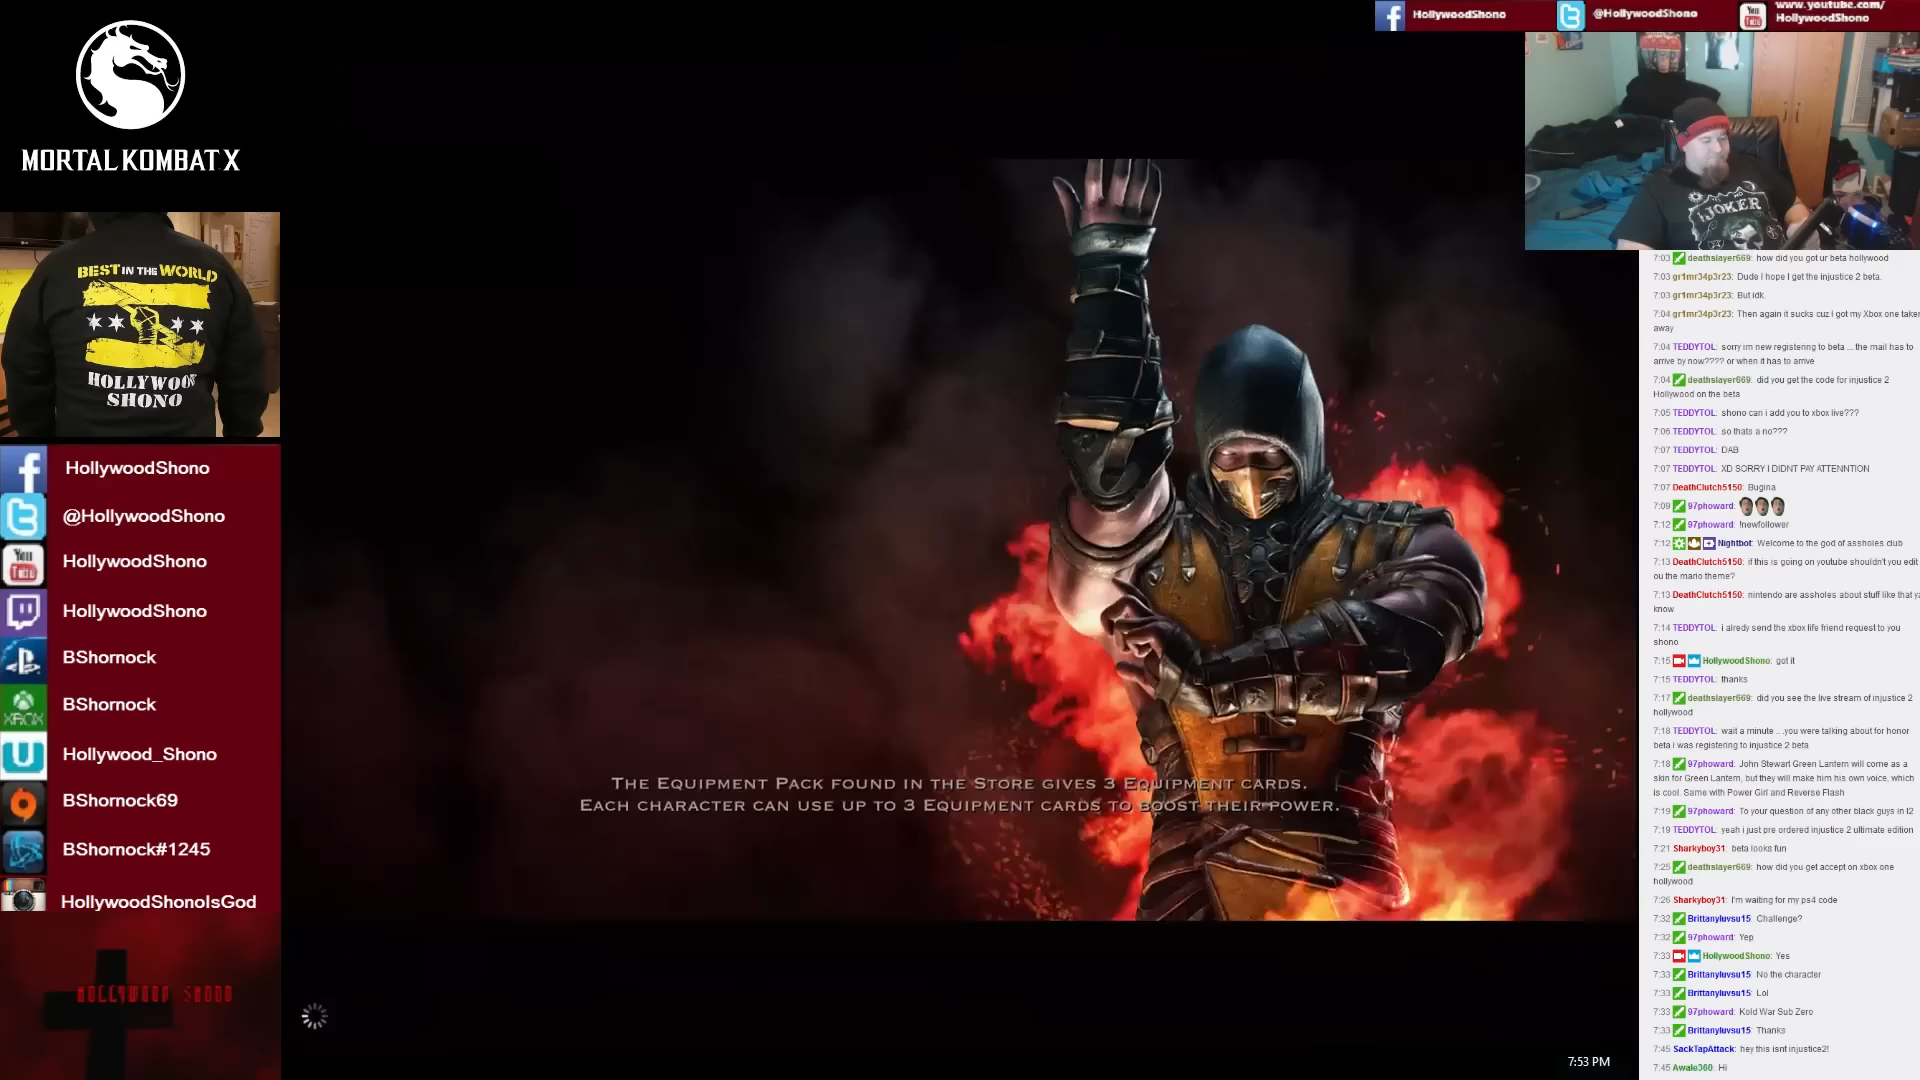 MORTAL KOMBAT X
BEST IN THE WORLD
HOLLYWOOD
SHONO
HollywoodShono
@HollywoodShono
HollywoodShono
HollywoodShono
BShornock
BShornock
Hollywood_Shono
BShornock69
BShornock#1245
HollywoodShonoIsGod
HOLLYWOOD SHONO
The Equipment Pack found in the Store gives 3 Equipment cards.
Each character can use up to 3 Equipment cards to boost their power.
7:53 PM
HollywoodShono
@HollywoodShono
www.youtube.com/
HollywoodShono
JOKER
7:03 deathslayer669: how did you got ur beta hollywood
7:03 gr1mr34p3r23: Dude I hope I get the injustice 2 beta.
7:03 gr1mr34p3r23: But idk.
7:04 gr1mr34p3r23: Then again it sucks cuz I got my Xbox one taken
away
7:04 TEDDYTOL: sorry im new registering to beta ... the mail has to
arrive by now???? or when it has to arrive
7:04 deathslayer669: did you get the code for injustice 2
Hollywood on the beta
7:05 TEDDYTOL: shono can i add you to xbox live???
7:06 TEDDYTOL: so thats a no???
7:07 TEDDYTOL: DAB
7:07 TEDDYTOL: XD SORRY I DIDNT PAY ATTENNTION
7:07 DeathClutch5150: Bugina
7:09 97phoward:
7:12 97phoward: !newfollower
7:12 Nightbot: Welcome to the god of assholes club
7:13 DeathClutch5150: if this is going on youtube shouldn't you edit
ou the mario theme?
7:13 DeathClutch5150: nintendo are assholes about stuff like that ya
know
7:14 TEDDYTOL: i alredy send the xbox life friend request to you
shono
7:15 HollywoodShono: got it
7:15 TEDDYTOL: thanks
7:17 deathslayer669: did you see the live stream of injustice 2
hollywood
7:18 TEDDYTOL: wait a minute ... you were talking about for honor
beta i was registering to injustice 2 beta
7:18 97phoward: John Stewart Green Lantern will come as a
skin for Green Lantern, but they will make him his own voice, which
is cool. Same with Power Girl and Reverse Flash
7:19 97phoward: To your question of any other black guys in I2
7:19 TEDDYTOL: yeah i just pre ordered injustice 2 ultimate edition
7:21 Sharkyboy31: beta looks fun
7:25 deathslayer669: how did you get accept on xbox one
hollywood
7:26 Sharkyboy31: I'm waiting for my ps4 code
7:32 Brittanyluvsu15: Challenge?
7:32 97phoward: Yep
7:33 HollywoodShono: Yes
7:33 Brittanyluvsu15: No the character
7:33 Brittanyluvsu15: Lol
7:33 97phoward: Kold War Sub Zero
7:33 Brittanyluvsu15: Thanks
7:45 SackTapAttack: hey this isnt injustice2!
7:45 Awale360: Hi